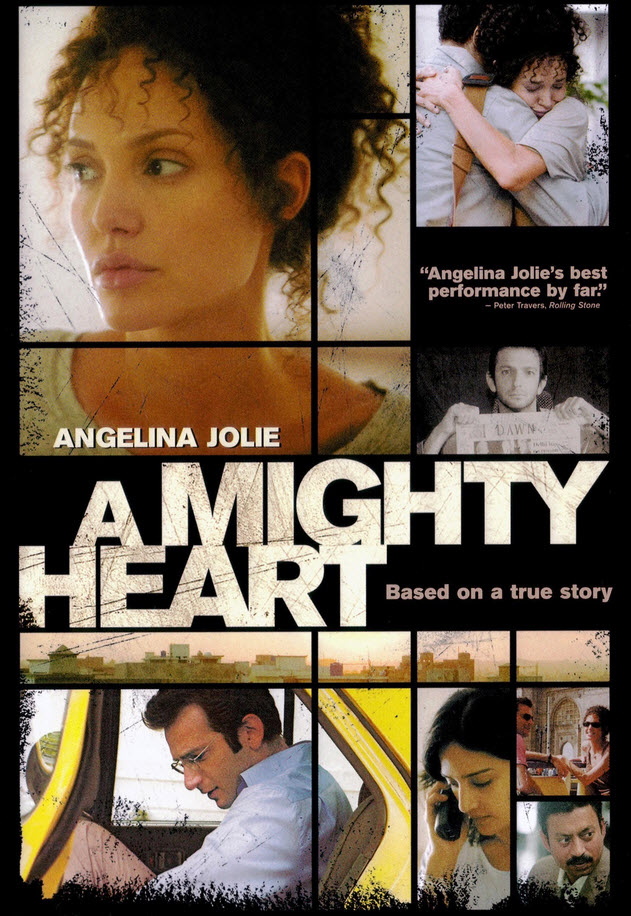 “Angelina Jolie’s best
performance by far.”
– Peter Travers, Rolling Stone
DAWN
ANGELINA JOLIE
A MIGHTY
HEART
Based on a true story